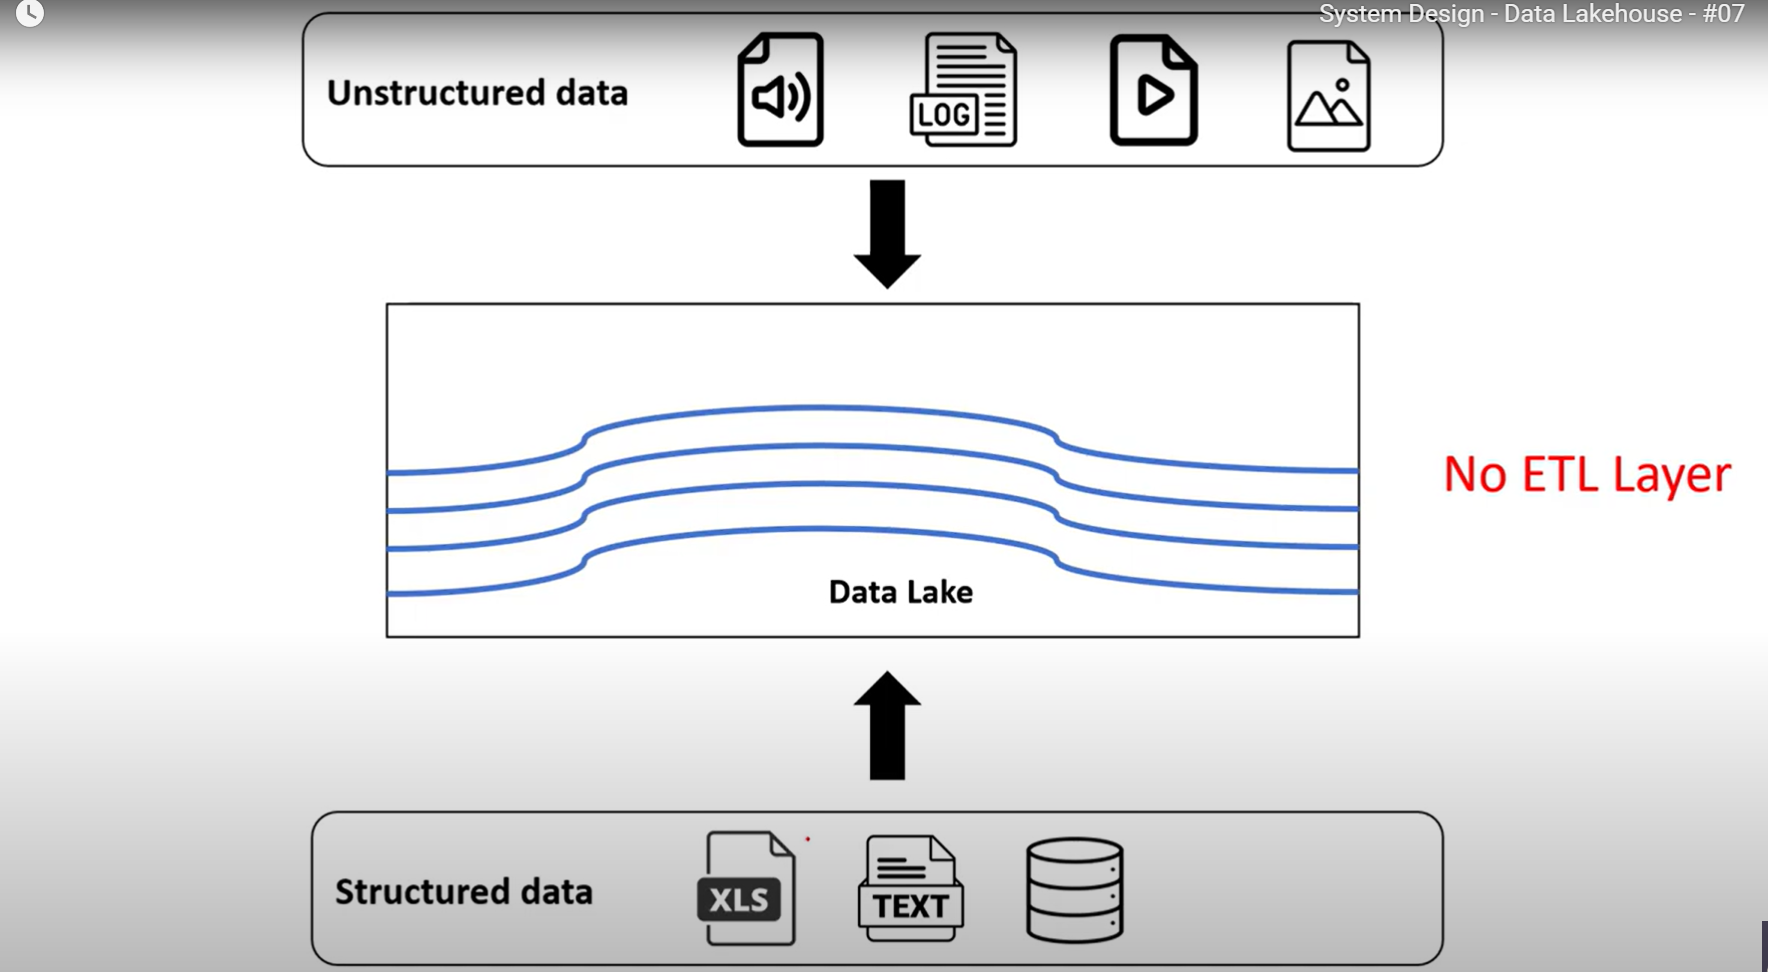 System Design - Data Lakehouse - #07
Unstructured data
LOG
No ETL Layer
Data Lake
Structured data
XLS
TEXT